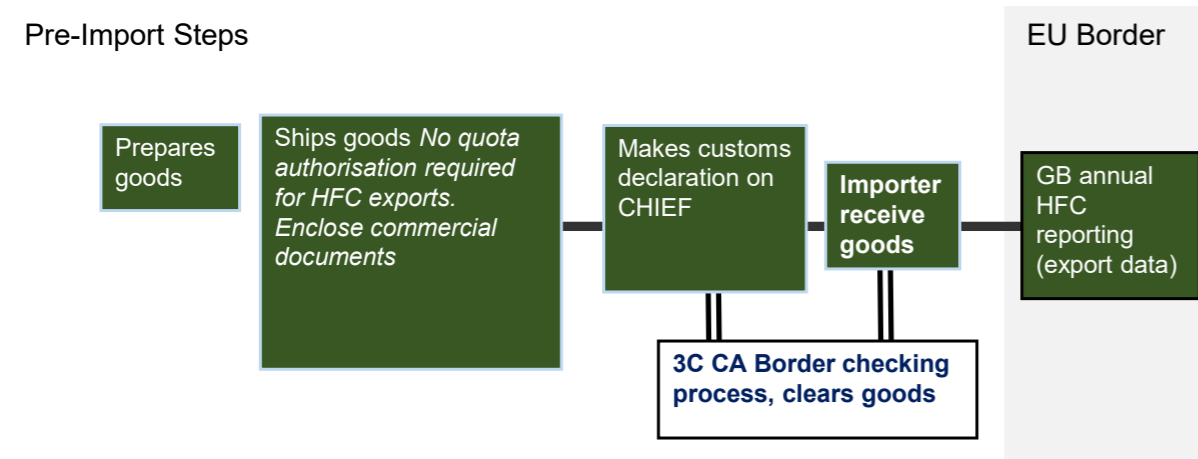 Pre-Import Steps
EU Border
Prepares
goods
Ships goods No quota
authorisation required
for HFC exports.
Enclose commercial
documents
Makes customs
declaration on
CHIEF
Importer
receive
goods
GB annual
HFC
reporting
(export data)
3C CA Border checking
process, clears goods